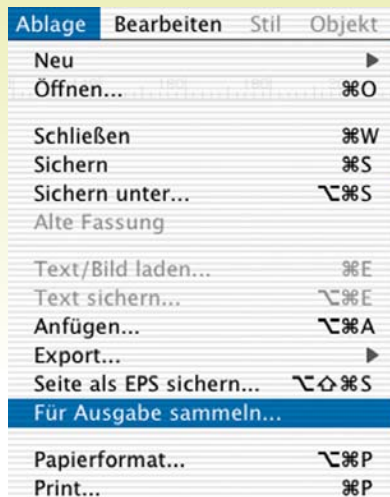 Ablage Bearbeiten Stil Objekt
Neu ▶
Öffnen... ⌘O
Schließen ⌘W
Sichern ⌘S
Sichern unter... ⌥⌘S
Alte Fassung
Text/Bild laden... ⌘E
Text sichern... ⌥⌘E
Anfügen... ⌥⌘A
Export... ▶
Seite als EPS sichern... ⌥⇧⌘S
Für Ausgabe sammeln...
Papierformat... ⌥⌘P
Print... ⌘P